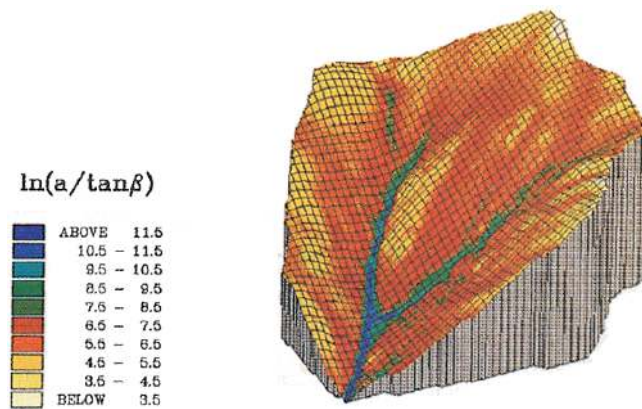 ln(a/tanβ)
ABOVE 11.5
10.5 – 11.5
9.5 – 10.5
8.5 – 9.5
7.5 – 8.5
6.5 – 7.5
5.5 – 6.5
4.5 – 5.5
3.5 – 4.5
BELOW 3.5